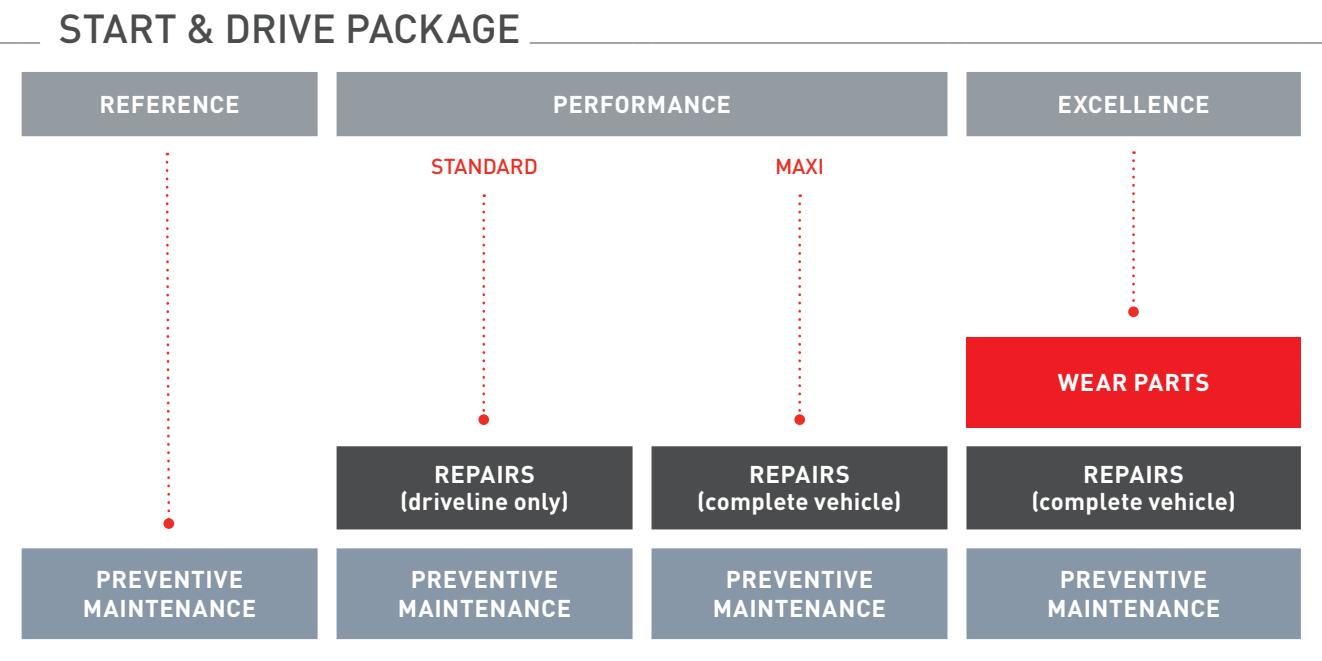 START & DRIVE PACKAGE
REFERENCE
PERFORMANCE
EXCELLENCE
STANDARD
MAXI
WEAR PARTS
REPAIRS
(driveline only)
REPAIRS
(complete vehicle)
REPAIRS
(complete vehicle)
PREVENTIVE
MAINTENANCE
PREVENTIVE
MAINTENANCE
PREVENTIVE
MAINTENANCE
PREVENTIVE
MAINTENANCE